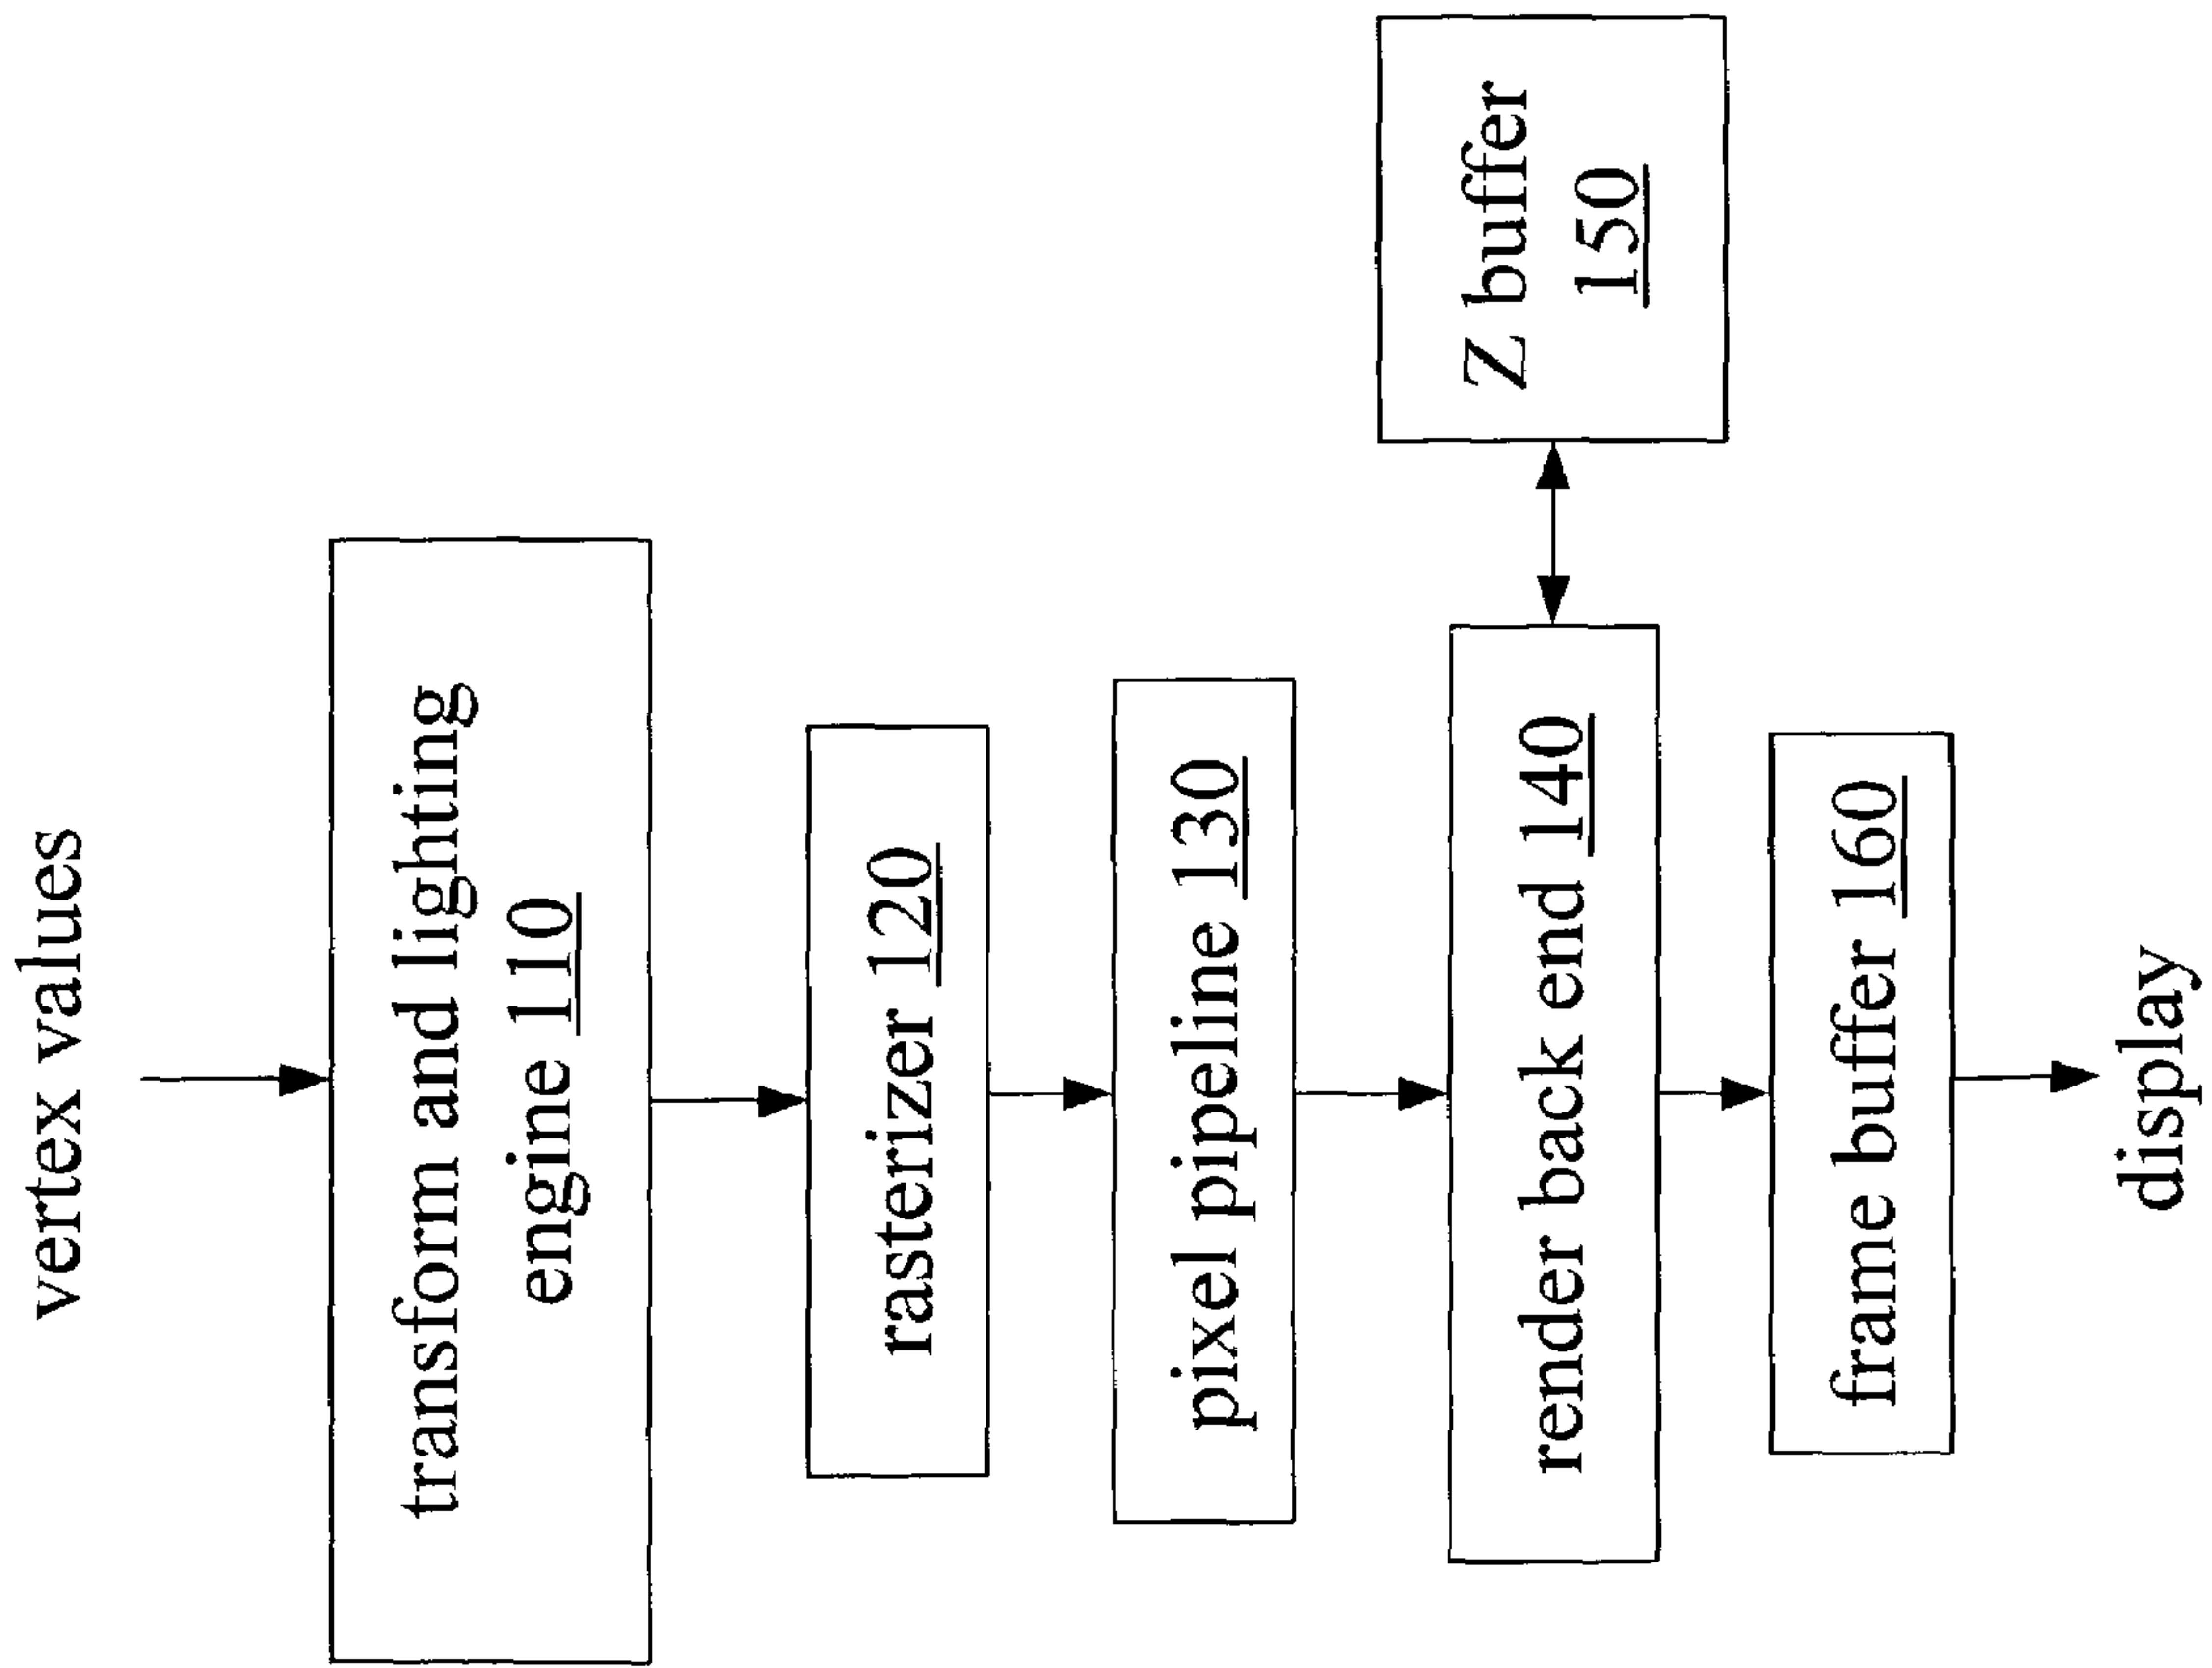 vertex values
transform and lighting
engine 110
rasterizer 120
pixel pipeline 130
render back end 140
Z buffer
150
frame buffer 160
display